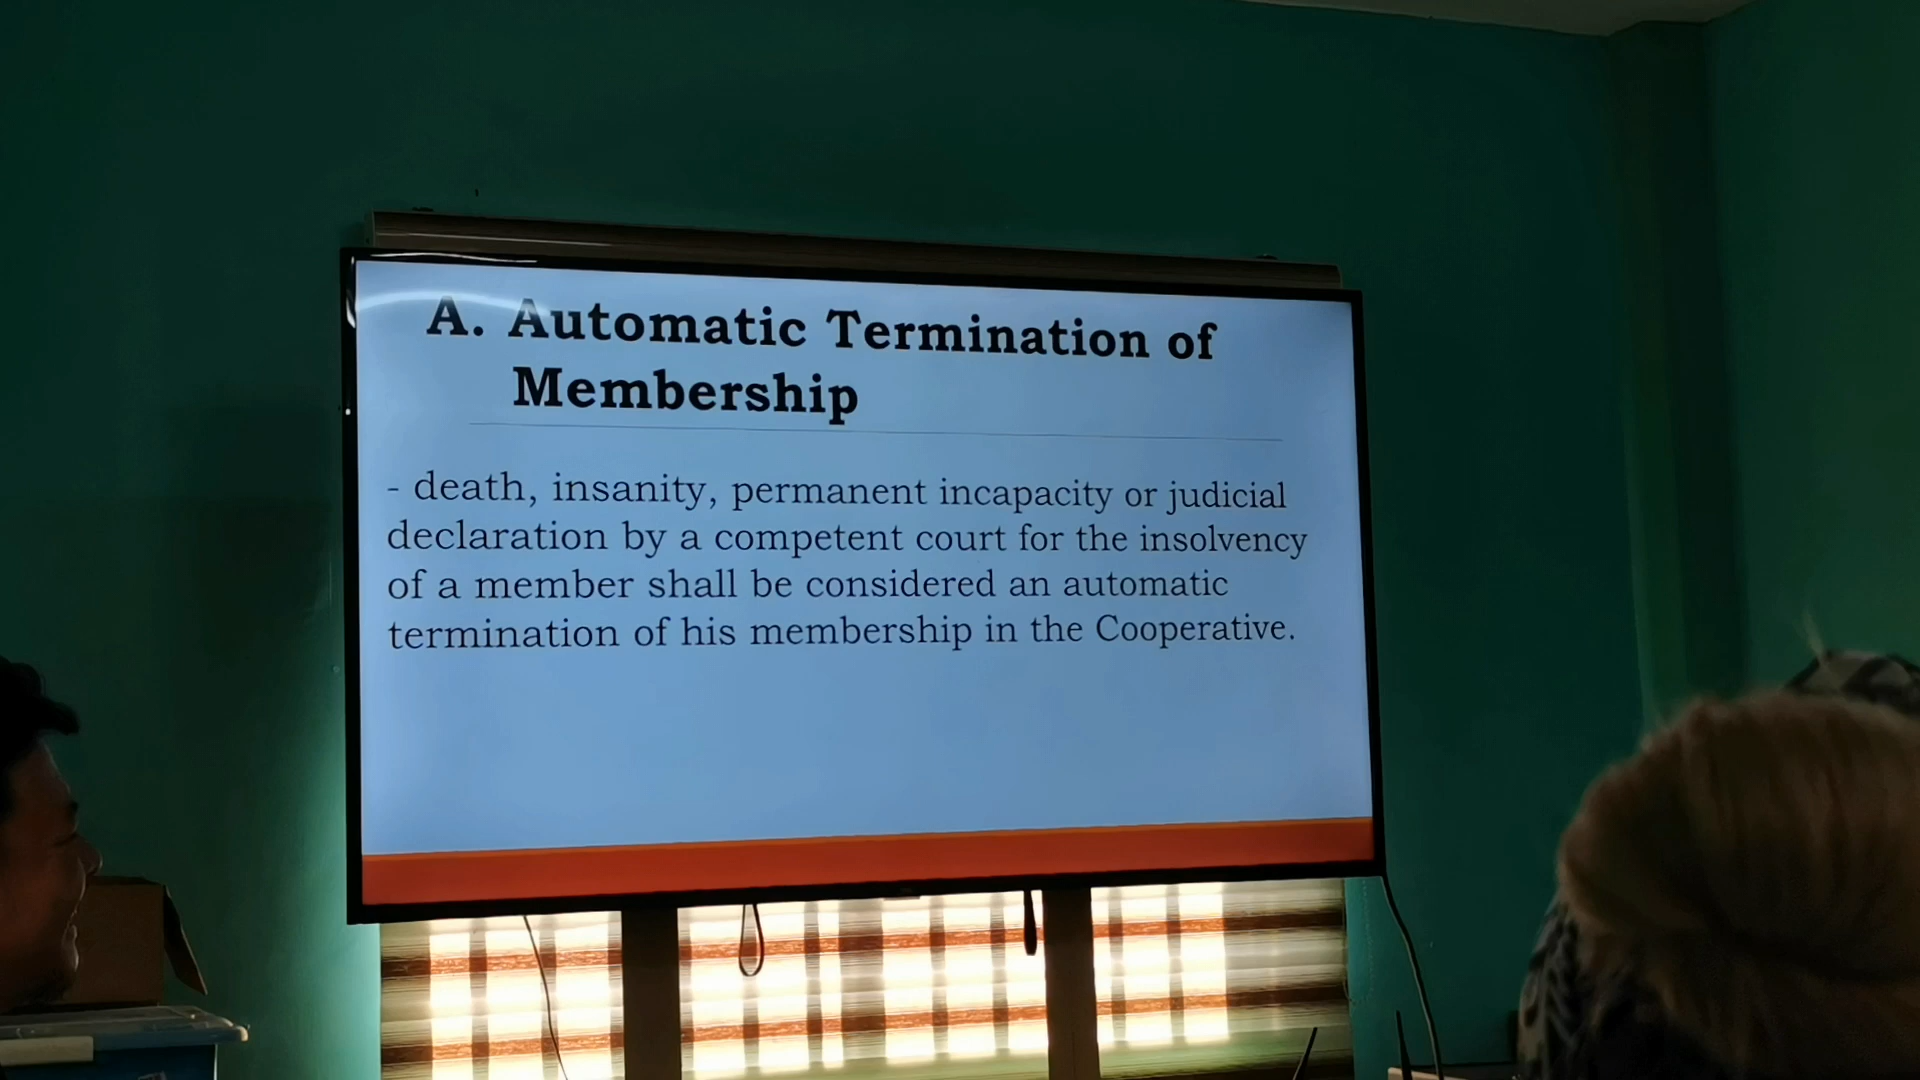 A. Automatic Termination of
Membership
- death, insanity, permanent incapacity or judicial
declaration by a competent court for the insolvency
of a member shall be considered an automatic
termination of his membership in the Cooperative.